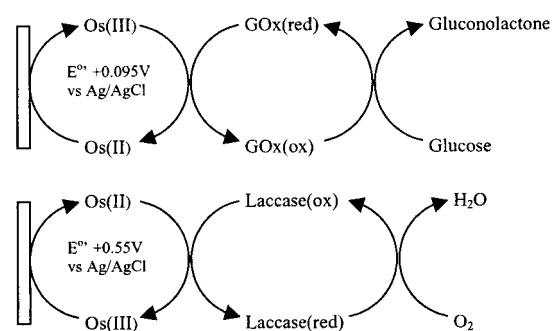 Os(III) GOx(red) Gluconolactone
E°' +0.095V
vs Ag/AgCl
Os(II) GOx(ox) Glucose
Os(II) Laccase(ox) H₂O
E°' +0.55V
vs Ag/AgCl
Os(III) Laccase(red) O₂